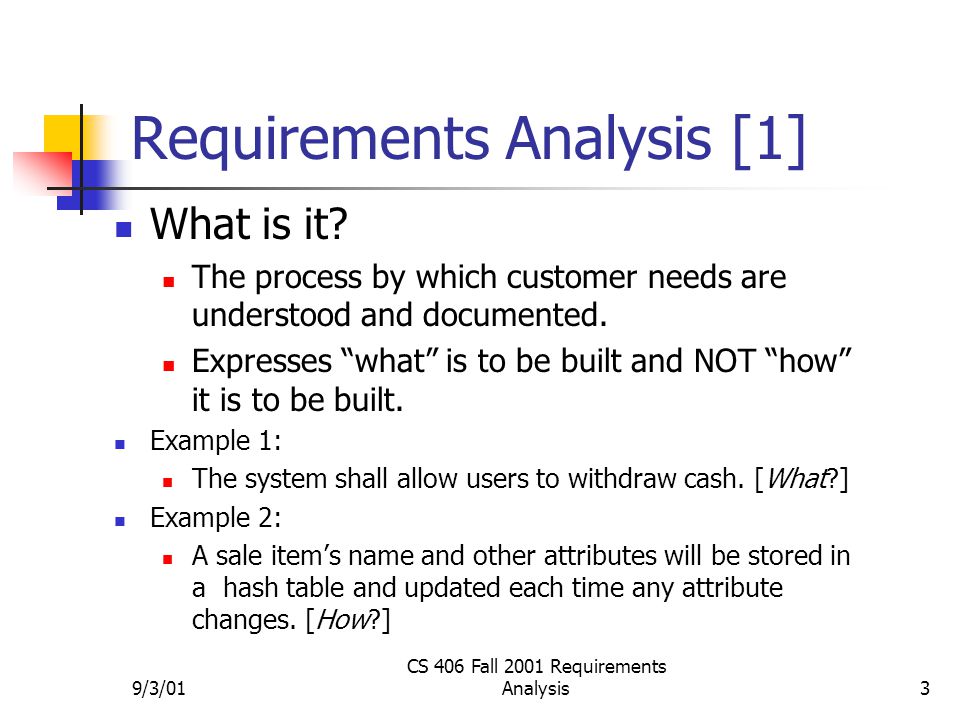 Requirements Analysis [1]
What is it?
The process by which customer needs are
understood and documented.
Expresses “what” is to be built and NOT “how”
it is to be built.
Example 1:
The system shall allow users to withdraw cash. [What?]
Example 2:
A sale item’s name and other attributes will be stored in
a  hash table and updated each time any attribute
changes. [How?]
9/3/01
CS 406 Fall 2001 Requirements
Analysis
3